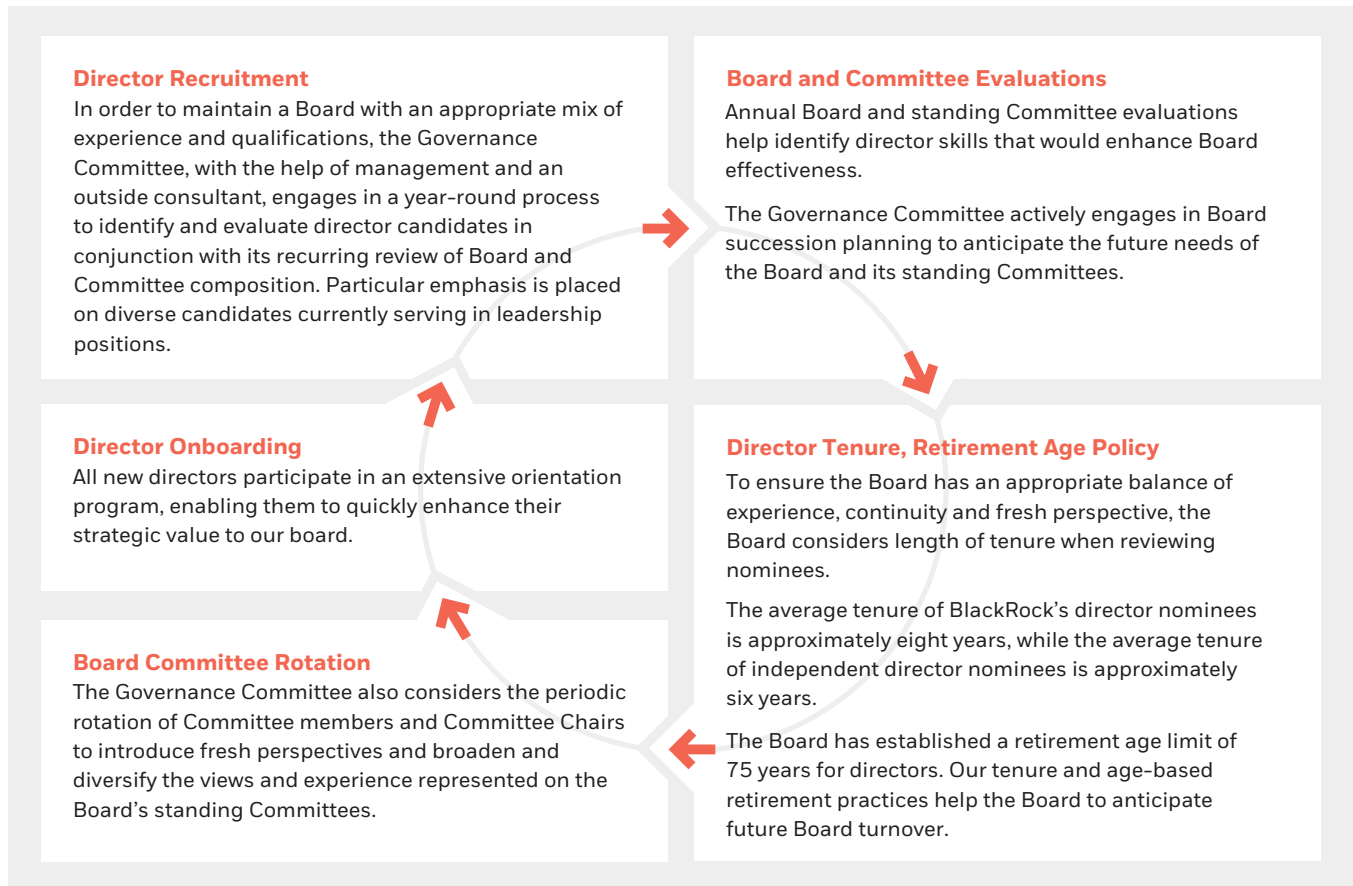 Director Recruitment
In order to maintain a Board with an appropriate mix of
experience and qualifications, the Governance
Committee, with the help of management and an
outside consultant, engages in a year-round process
to identify and evaluate director candidates in
conjunction with its recurring review of Board and
Committee composition. Particular emphasis is placed
on diverse candidates currently serving in leadership
positions.
Board and Committee Evaluations
Annual Board and standing Committee evaluations
help identify director skills that would enhance Board
effectiveness.
The Governance Committee actively engages in Board
succession planning to anticipate the future needs of
the Board and its standing Committees.
Director Tenure, Retirement Age Policy
To ensure the Board has an appropriate balance of
experience, continuity and fresh perspective, the
Board considers length of tenure when reviewing
nominees.
The average tenure of BlackRock's director nominees
is approximately eight years, while the average tenure
of independent director nominees is approximately
six years.
The Board has established a retirement age limit of
75 years for directors. Our tenure and age-based
retirement practices help the Board to anticipate
future Board turnover.
Board Committee Rotation
The Governance Committee also considers the periodic
rotation of Committee members and Committee Chairs
to introduce fresh perspectives and broaden and
diversify the views and experience represented on the
Board's standing Committees.
Director Onboarding
All new directors participate in an extensive orientation
program, enabling them to quickly enhance their
strategic value to our board.